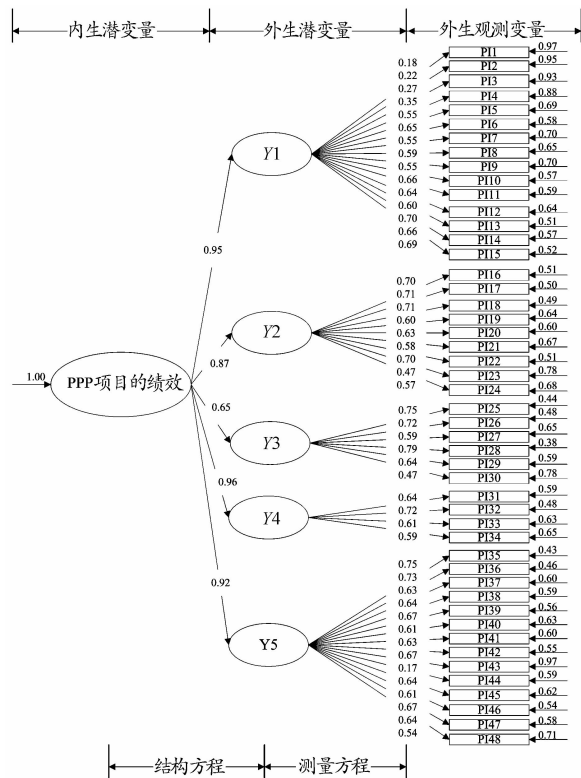 内生潜变量 外生潜变量 外生观测变量
0.18 PI1 0.97
0.22 PI2 0.95
0.27 PI3 0.93
0.35 PI4 0.88
0.55 PI5 0.69
0.65 PI6 0.58
0.55 PI7 0.70
0.59 PI8 0.65
0.55 PI9 0.70
0.66 PI10 0.57
0.64 PI11 0.59
0.60 PI12 0.64
0.70 PI13 0.51
0.66 PI14 0.57
0.69 PI15 0.52
Y1
0.95
0.70 PI16 0.51
0.71 PI17 0.50
0.71 PI18 0.49
0.60 PI19 0.64
0.63 PI20 0.60
0.58 PI21 0.67
0.70 PI22 0.51
0.47 PI23 0.78
0.57 PI24 0.68
Y2
0.87
1.00 PPP项目的绩效
0.65
0.75 PI25 0.44
0.72 PI26 0.48
0.59 PI27 0.65
0.79 PI28 0.38
0.64 PI29 0.59
0.47 PI30 0.78
Y3
0.96
0.64 PI31 0.59
0.72 PI32 0.48
0.61 PI33 0.63
0.59 PI34 0.65
Y4
0.92
0.75 PI35 0.43
0.73 PI36 0.46
0.63 PI37 0.60
0.64 PI38 0.59
0.67 PI39 0.56
0.61 PI40 0.63
0.63 PI41 0.60
0.67 PI42 0.55
0.17 PI43 0.97
0.64 PI44 0.59
0.61 PI45 0.62
0.67 PI46 0.54
0.64 PI47 0.58
0.54 PI48 0.71
Y5
结构方程 测量方程